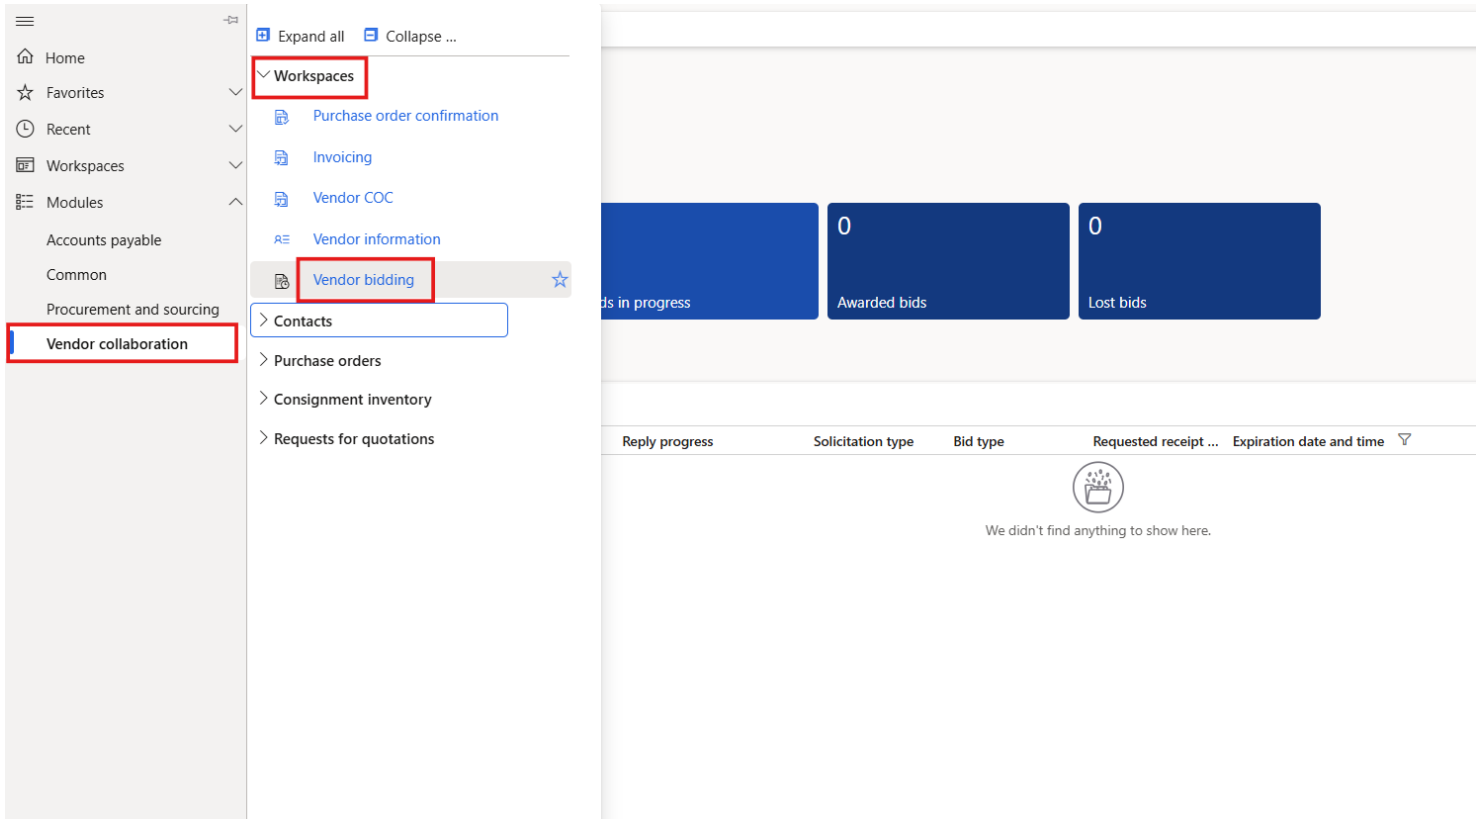 Home
Favorites
Recent
Workspaces
Modules
Accounts payable
Common
Procurement and sourcing
Vendor collaboration
Expand all
Collapse ...
Workspaces
Purchase order confirmation
Invoicing
Vendor COC
Vendor information
Vendor bidding
Contacts
Purchase orders
Consignment inventory
Requests for quotations
in progress
0
Awarded bids
0
Lost bids
Reply progress
Solicitation type
Bid type
Requested receipt ...
Expiration date and time
We didn't find anything to show here.